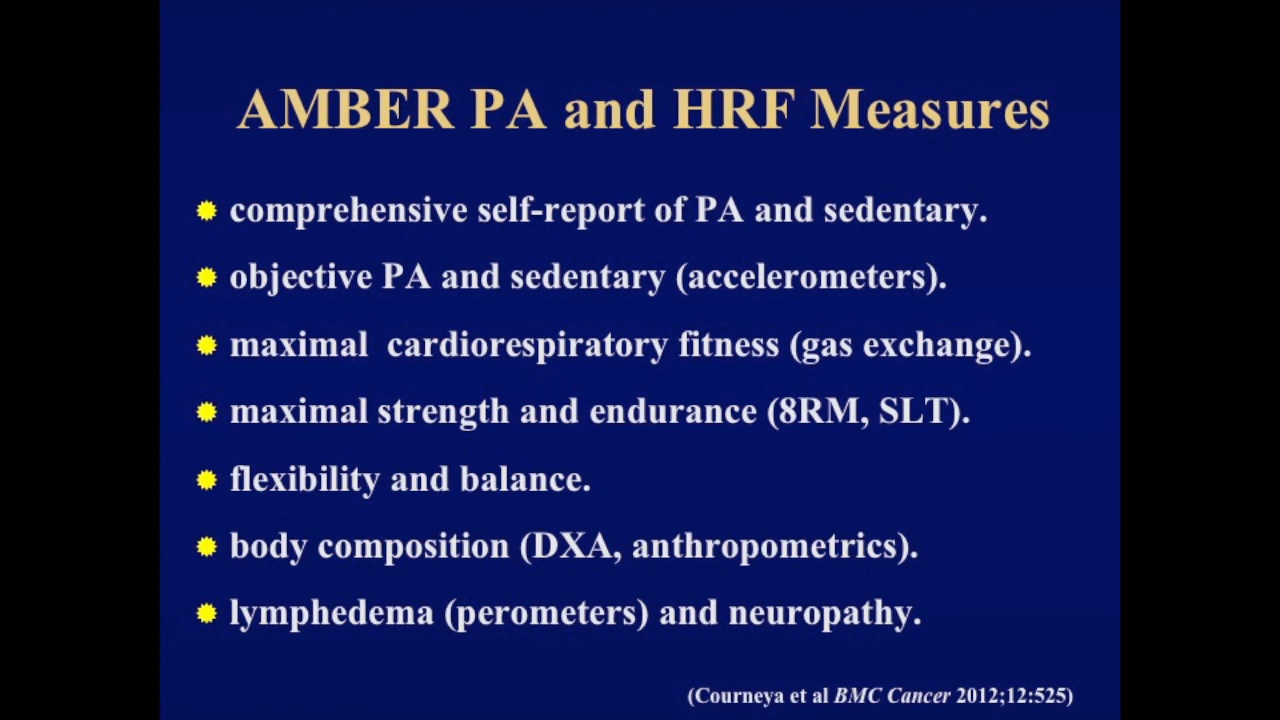 AMBER PA and HRF Measures
comprehensive self-report of PA and sedentary.
objective PA and sedentary (accelerometers).
maximal  cardiorespiratory fitness (gas exchange).
maximal strength and endurance (8RM, SLT).
flexibility and balance.
body composition (DXA, anthropometrics).
lymphedema (perometers) and neuropathy.
(Courneya et al BMC Cancer 2012;12:525)